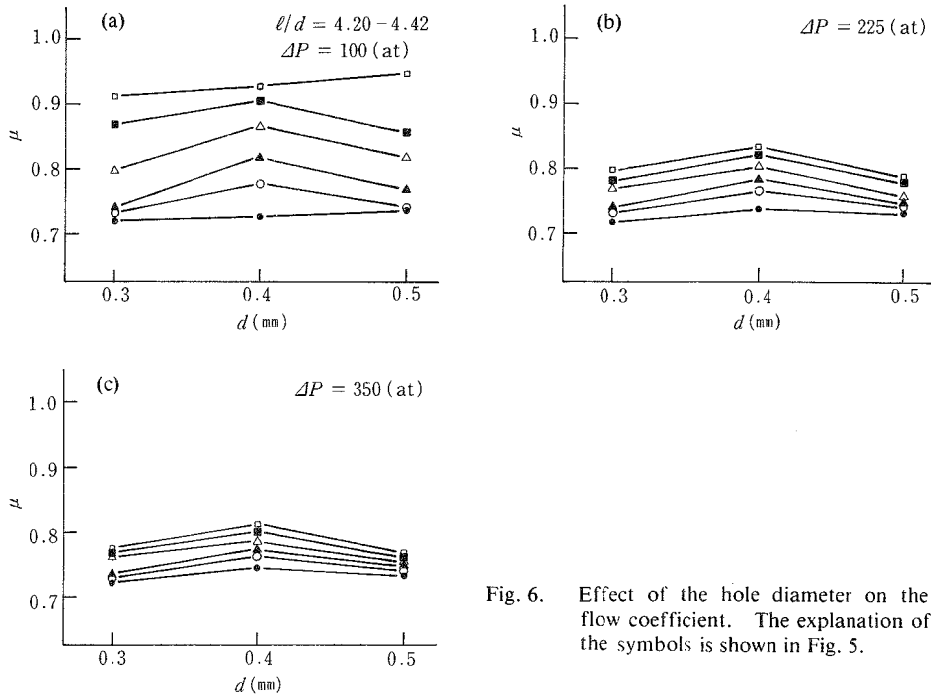 (a)
ℓ/d = 4.20-4.42
ΔP = 100 (at)
1.0
0.9
0.8
0.7
μ
0.3 0.4 0.5
d (mm)
(b)
ΔP = 225 (at)
1.0
0.9
0.8
0.7
μ
0.3 0.4 0.5
d (mm)
(c)
ΔP = 350 (at)
1.0
0.9
0.8
0.7
μ
0.3 0.4 0.5
d (mm)
Fig. 6. Effect of the hole diameter on the
flow coefficient. The explanation of
the symbols is shown in Fig. 5.